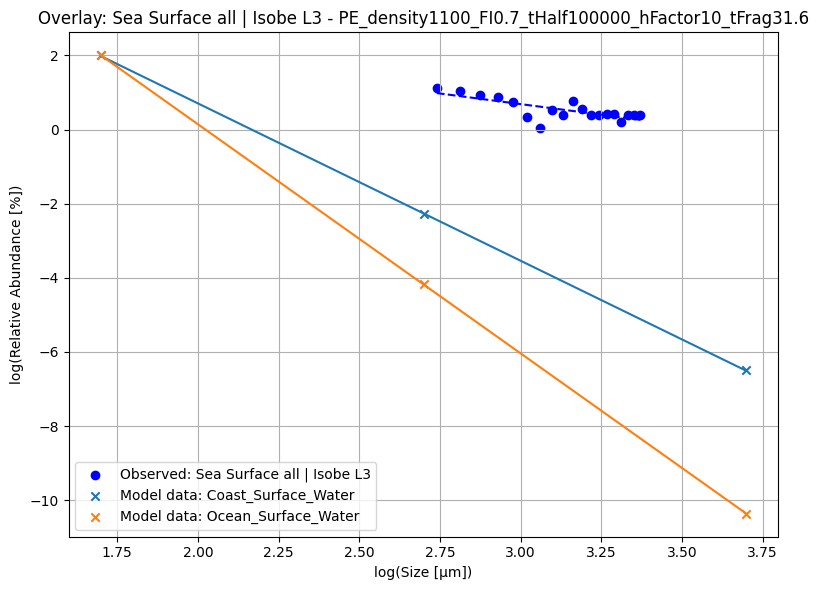 Overlay: Sea Surface all | Isobe L3 - PE_density1100_FI0.7_tHalf100000_hFactor10_tFrag31.6
log(Relative Abundance [%])
2
0
−2
−4
−6
−8
−10
Observed: Sea Surface all | Isobe L3
Model data: Coast_Surface_Water
Model data: Ocean_Surface_Water
1.75 2.00 2.25 2.50 2.75 3.00 3.25 3.50 3.75
log(Size [µm])